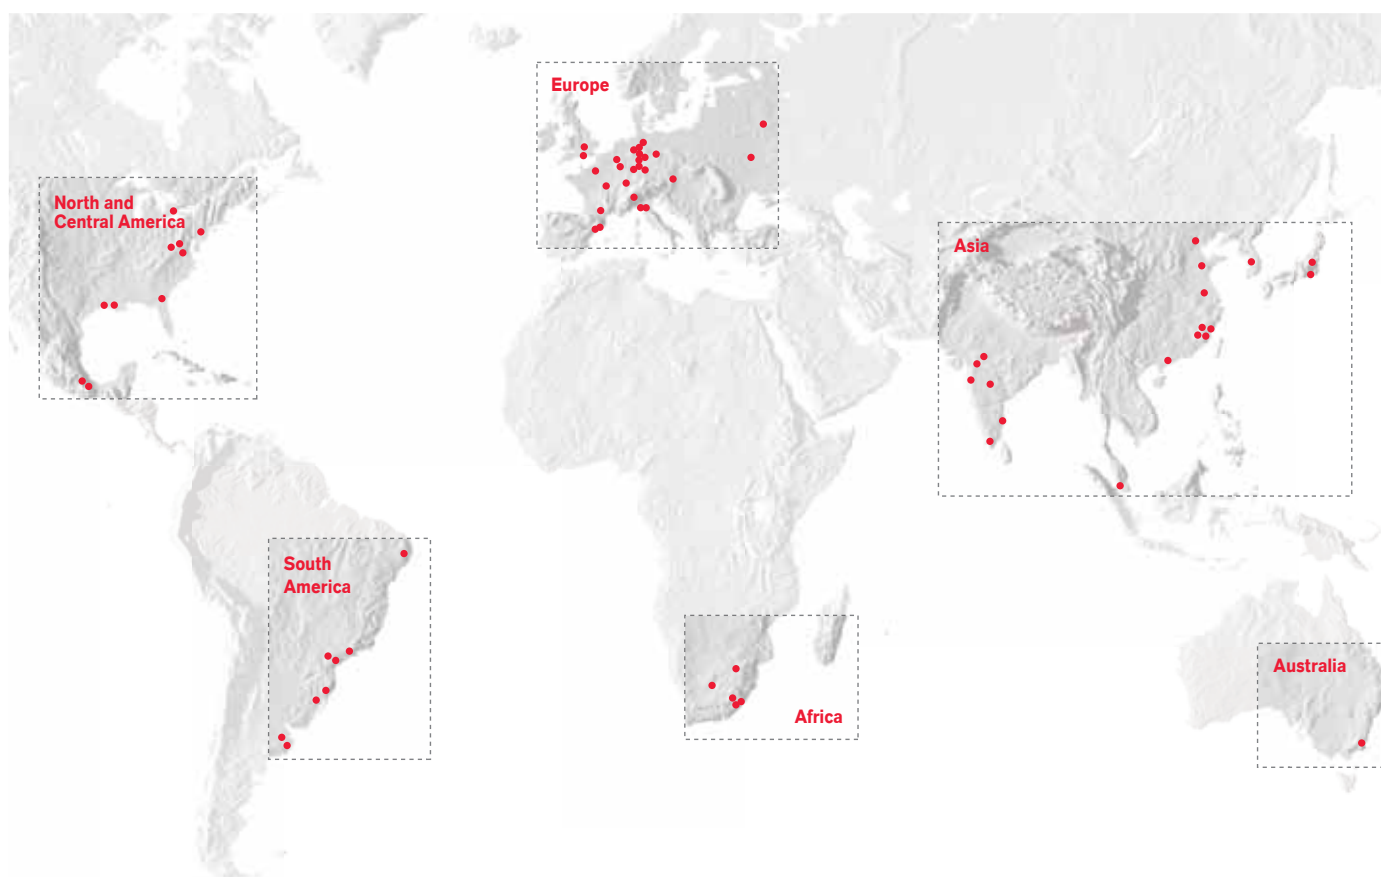 Europe
North and
Central America
Asia
South
America
Australia
Africa